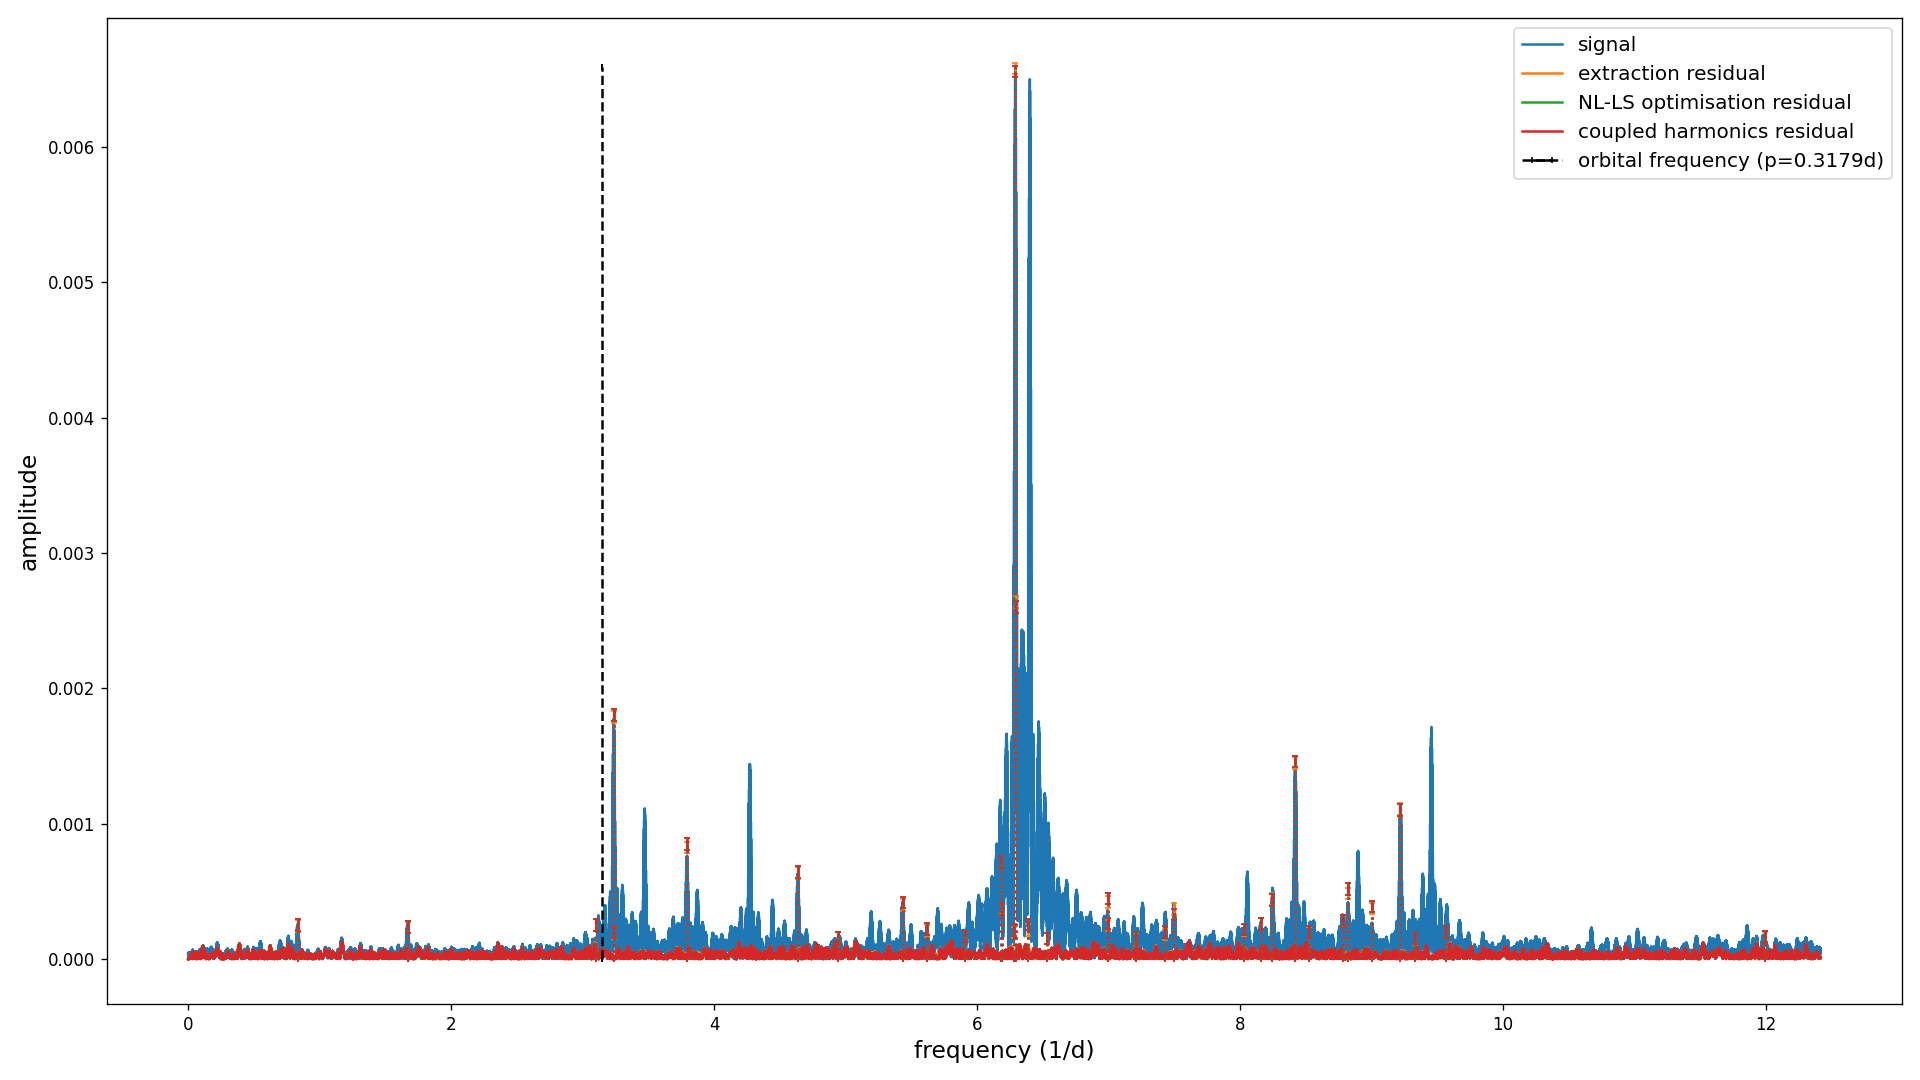 signal
extraction residual
NL-LS optimisation residual
coupled harmonics residual
orbital frequency (p=0.3179d)
amplitude
0.006
0.005
0.004
0.003
0.002
0.001
0.000
0 2 4 6 8 10 12
frequency (1/d)